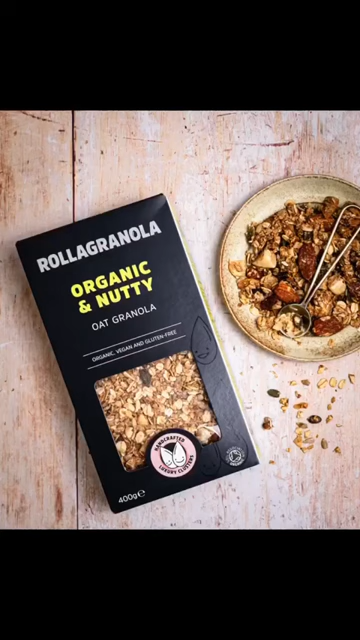 ROLLAGRANOLA
ORGANIC
& NUTTY
OAT GRANOLA
ORGANIC, VEGAN AND GLUTEN-FREE
HANDCRAFTED
LUXURY CLUSTERS
400g℮